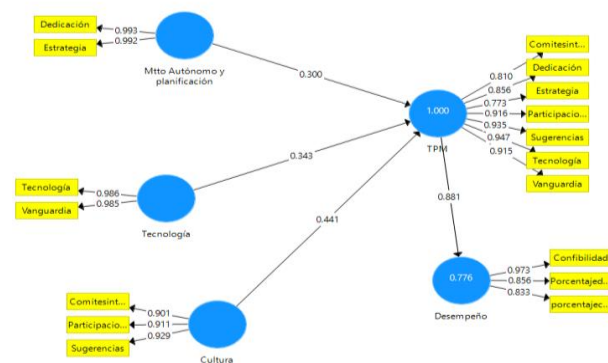 Dedicación
Estrategia
0.993
0.992
Mtto Autónomo y
planificación
0.300
Tecnología
Vanguardia
0.986
0.985
Tecnología
0.343
Comitesint...
Participacio...
Sugerencias
0.901
0.911
0.929
Cultura
0.441
1.000
TPM
0.810
0.856
0.773
0.916
0.935
0.947
0.915
Comitesint...
Dedicación
Estrategia
Participacio...
Sugerencias
Tecnología
Vanguardia
0.881
0.776
Desempeño
0.973
0.856
0.833
Confibilidad
Porcentajed...
porcentajec...